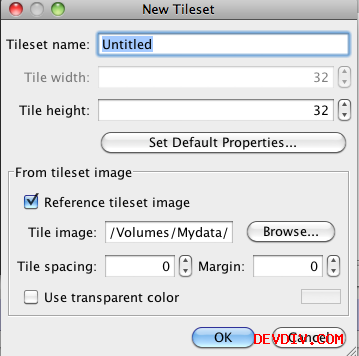 New Tileset
Tileset name: Untitled
Tile width: 32
Tile height: 32
Set Default Properties...
From tileset image
Reference tileset image
Tile image: /Volumes/Mydata/ Browse...
Tile spacing: 0 Margin: 0
Use transparent color
OK Cancel
DEVDIV.COM